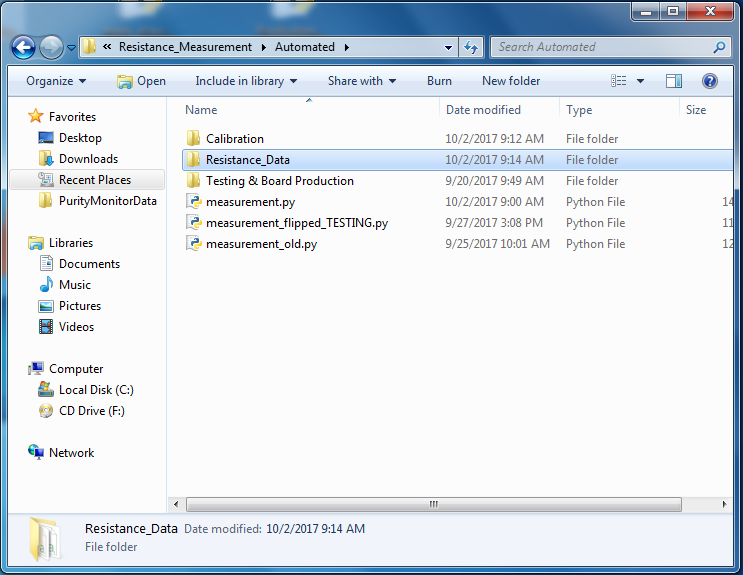 « Resistance_Measurement Automated Search Automated
Organize Open Include in library Share with Burn New folder
Favorites
Desktop
Downloads
Recent Places
PurityMonitorData
Libraries
Documents
Music
Pictures
Videos
Computer
Local Disk (C:)
CD Drive (F:)
Network
Name Date modified Type Size
Calibration 10/2/2017 9:12 AM File folder
Resistance_Data 10/2/2017 9:14 AM File folder
Testing & Board Production 9/20/2017 9:49 AM File folder
measurement.py 10/2/2017 9:00 AM Python File 14
measurement_flipped_TESTING.py 9/27/2017 3:08 PM Python File 11
measurement_old.py 9/25/2017 10:01 AM Python File 12
Resistance_Data Date modified: 10/2/2017 9:14 AM
File folder